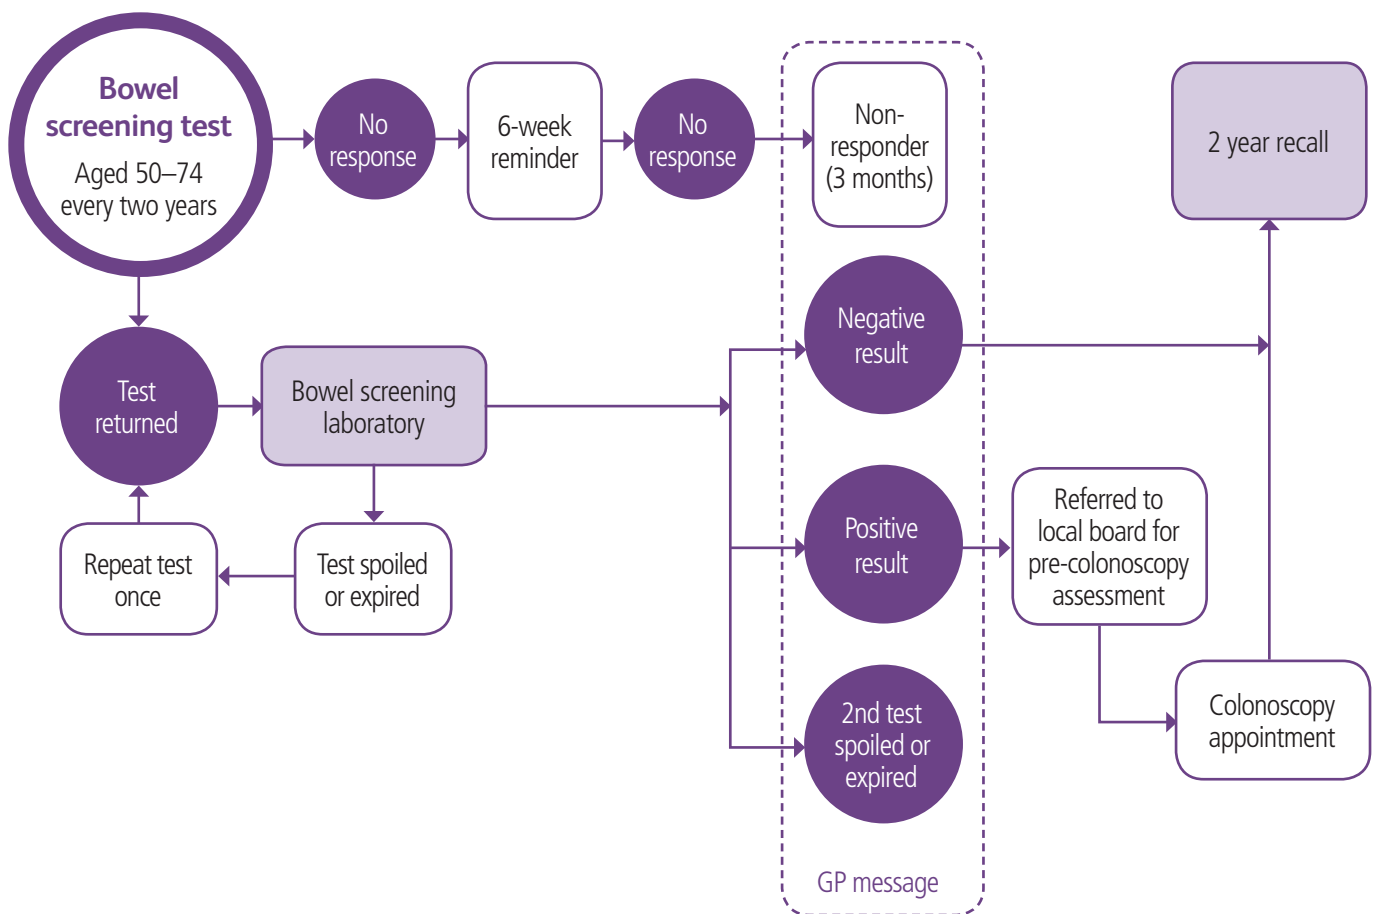 Bowel
screening test
Aged 50–74
every two years
No
response
6-week
reminder
No
response
Non-
responder
(3 months)
2 year recall
Negative
result
Test
returned
Bowel screening
laboratory
Positive
result
Referred to
local board for
pre-colonoscopy
assessment
Repeat test
once
Test spoiled
or expired
2nd test
spoiled or
expired
Colonoscopy
appointment
GP message